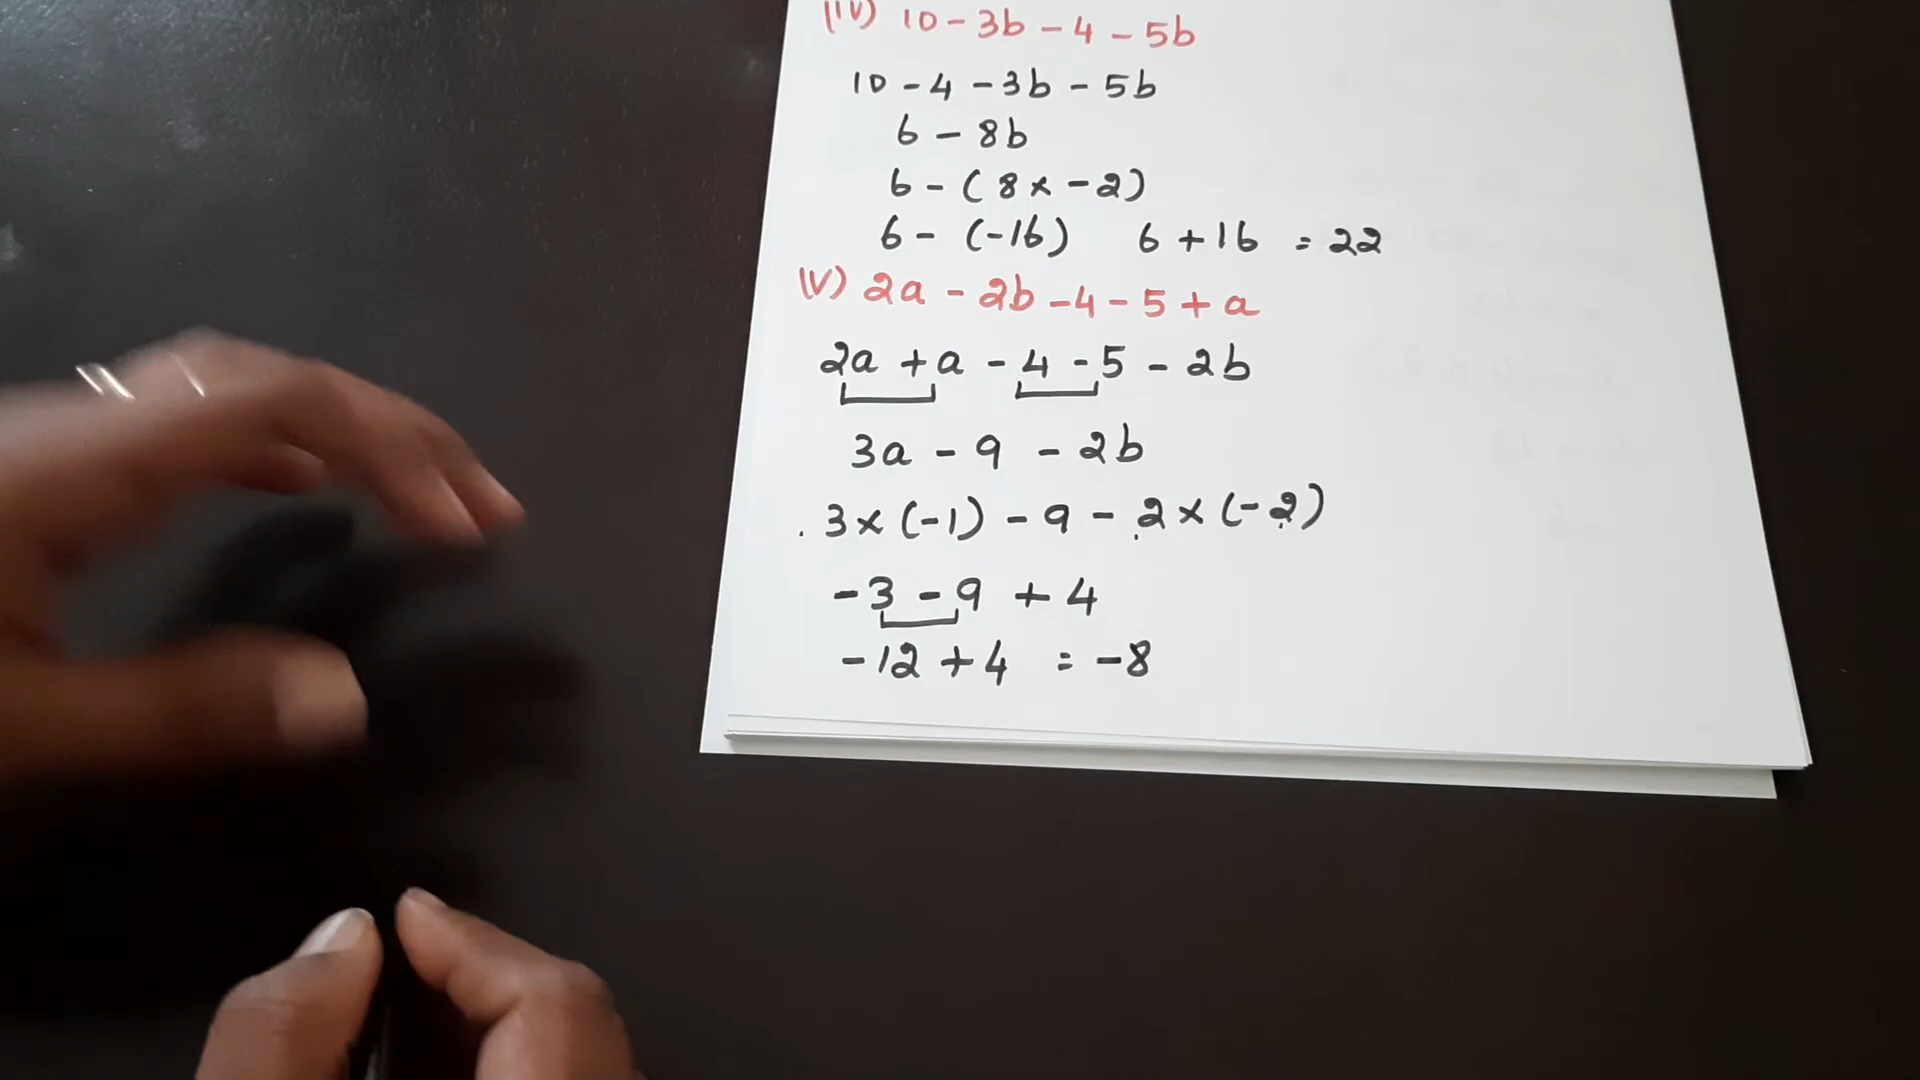 (iv) 10 - 3b - 4 - 5b
10 - 4 - 3b - 5b
6 - 8b
6 - (8 × -2)
6 - (-16) 6 + 16 = 22
(v) 2a - 2b - 4 - 5 + a
2a + a - 4 - 5 - 2b
3a - 9 - 2b
3 × (-1) - 9 - 2 × (-2)
-3 - 9 + 4
-12 + 4 = -8